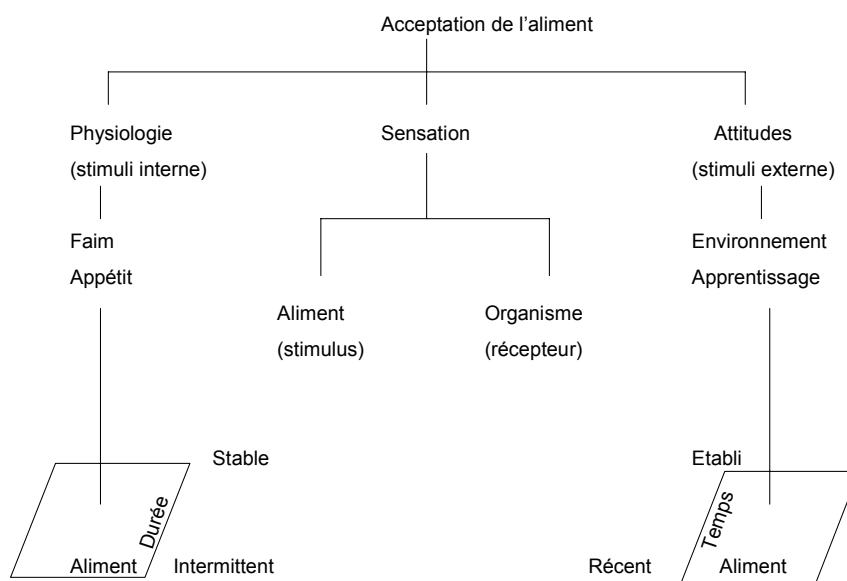 Acceptation de l’aliment
Physiologie
(stimuli interne)
Sensation
Attitudes
(stimuli externe)
Faim
Appétit
Environnement
Apprentissage
Aliment
(stimulus)
Organisme
(récepteur)
Stable
Durée
Aliment
Intermittent
Etabli
Temps
Récent
Aliment